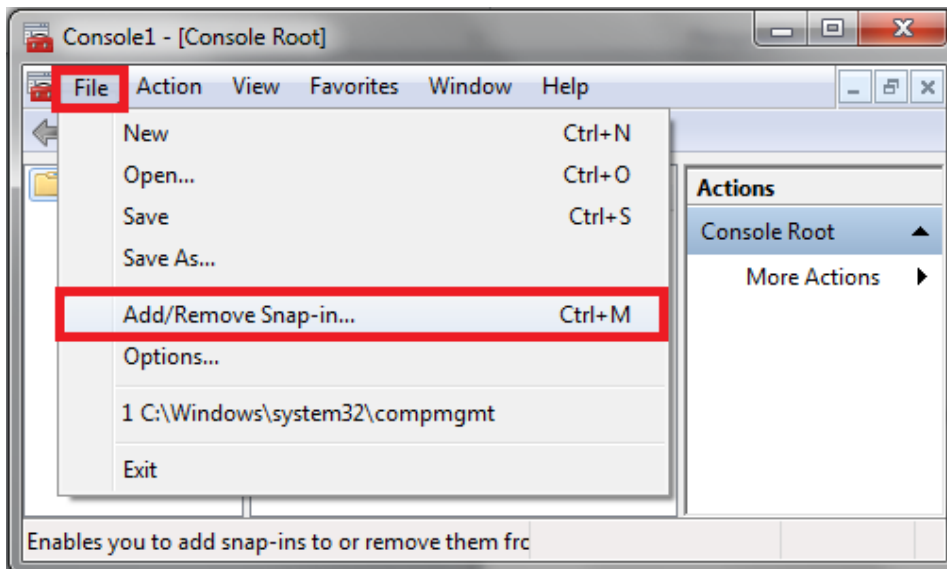 Console1 - [Console Root]
File Action View Favorites Window Help
New Ctrl+N
Open... Ctrl+O
Save Ctrl+S
Save As...
Add/Remove Snap-in... Ctrl+M
Options...
1 C:\Windows\system32\compmgmt
Exit
Actions
Console Root
More Actions
Enables you to add snap-ins to or remove them frc